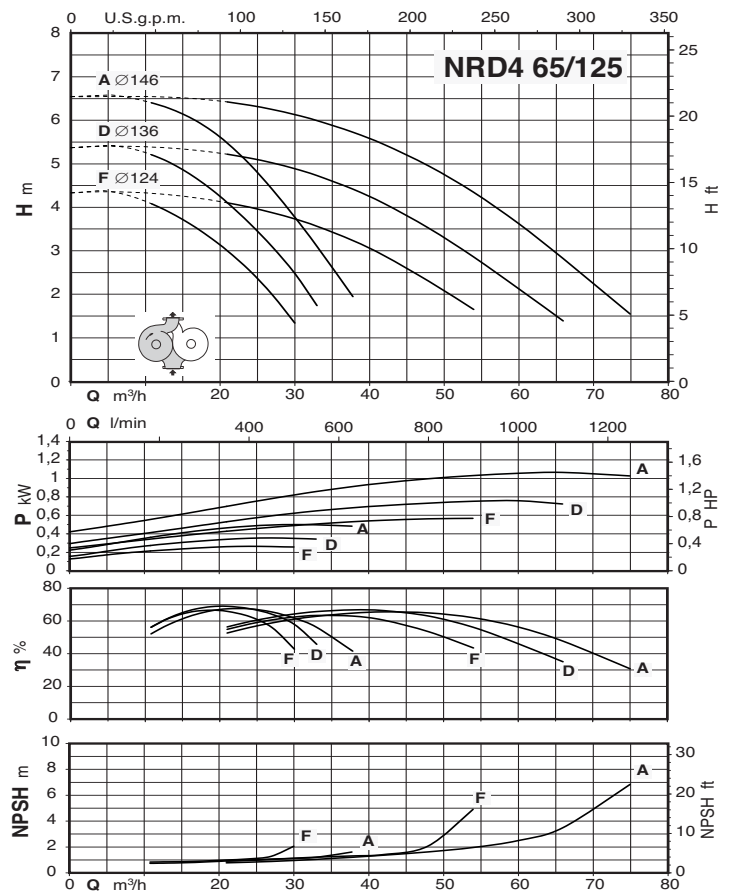 0 U.S.g.p.m. 100 150 200 250 300 350
NRD4 65/125
8
7
6
5
4
3
2
1
0
H m
25
20
15
10
5
0
H ft
A ∅146
D ∅136
F ∅124
Q m³/h 20 30 40 50 60 70 80
0 Q l/min 400 600 800 1000 1200
1,4
1,2
1
0,8
0,6
0,4
0,2
0
P kW
1,6
1,2
0,8
0,4
0
P HP
A
D
F
A
D
F
80
60
40
20
0
η %
F D A F D A
10
8
6
4
2
0
NPSH m
30
20
10
0
NPSH ft
F A F A
0 Q m³/h 20 30 40 50 60 70 80